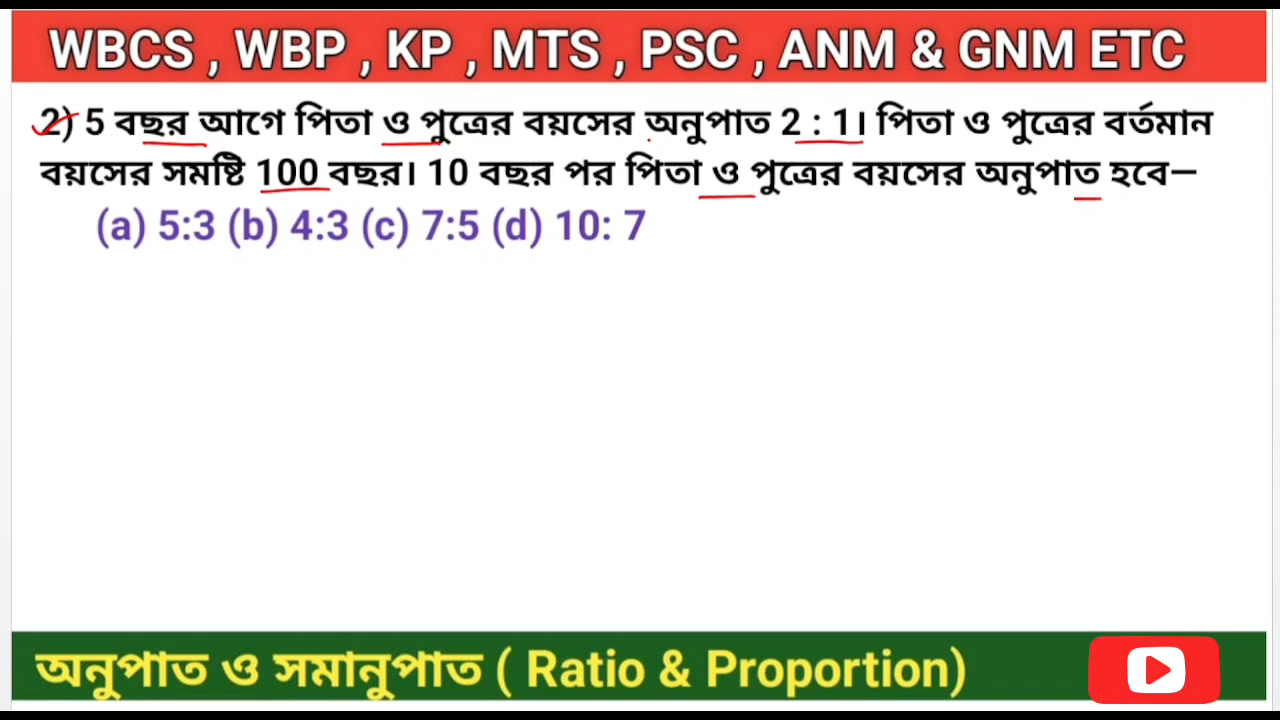 WBCS , WBP , KP , MTS , PSC , ANM & GNM ETC
2) 5 বছর আগে পিতা ও পুত্রের বয়সের অনুপাত 2 : 1। পিতা ও পুত্রের বর্তমান
বয়সের সমষ্টি 100 বছর। 10 বছর পর পিতা ও পুত্রের বয়সের অনুপাত হবে—
(a) 5:3 (b) 4:3 (c) 7:5 (d) 10: 7
অনুপাত ও সমানুপাত ( Ratio & Proportion)